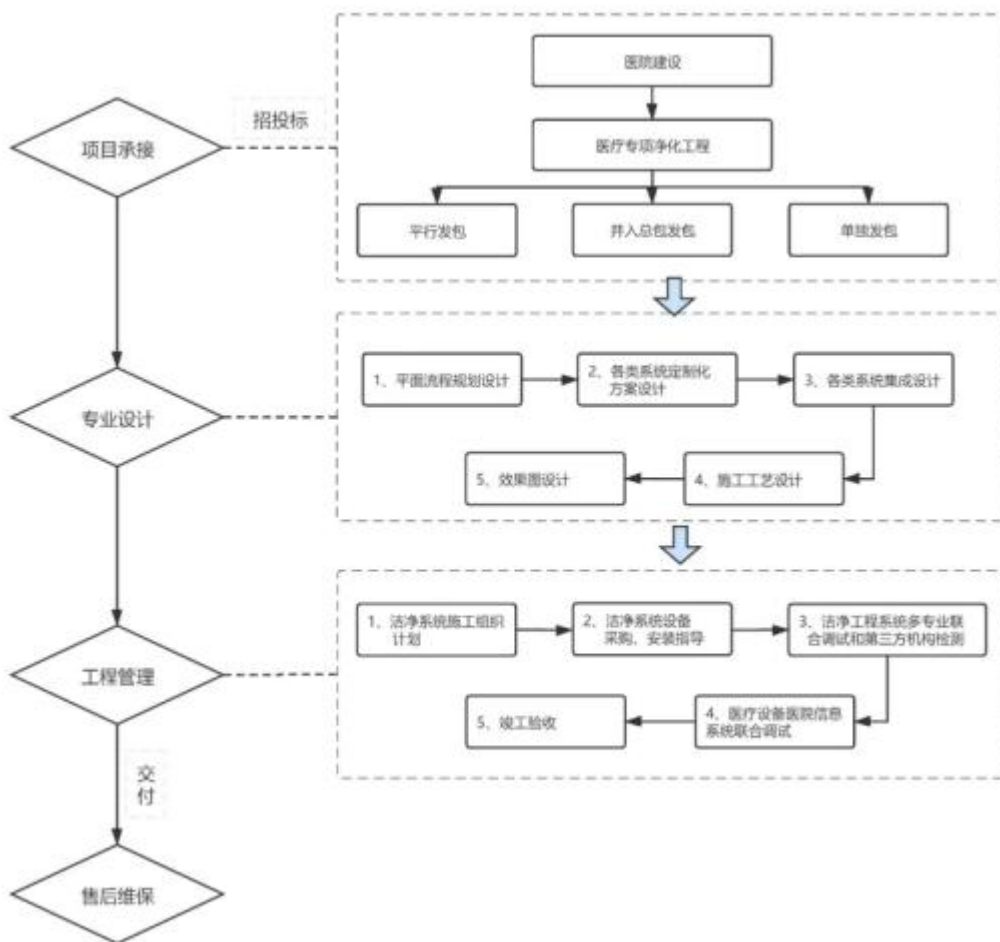 医院建设
招投标
项目承接
医疗专项净化工程
平行发包
并入总包发包
单独发包
专业设计
1、平面流程规划设计
2、各类系统定制化
方案设计
3、各类系统集成设计
5、效果图设计
4、施工工艺设计
工程管理
1、洁净系统施工组织
计划
2、洁净系统设备
采购、安装指导
3、洁净工程系统多专业联
合调试和第三方机构检测
5、竣工验收
4、医疗设备医院信息
系统联合调试
交
付
售后维保